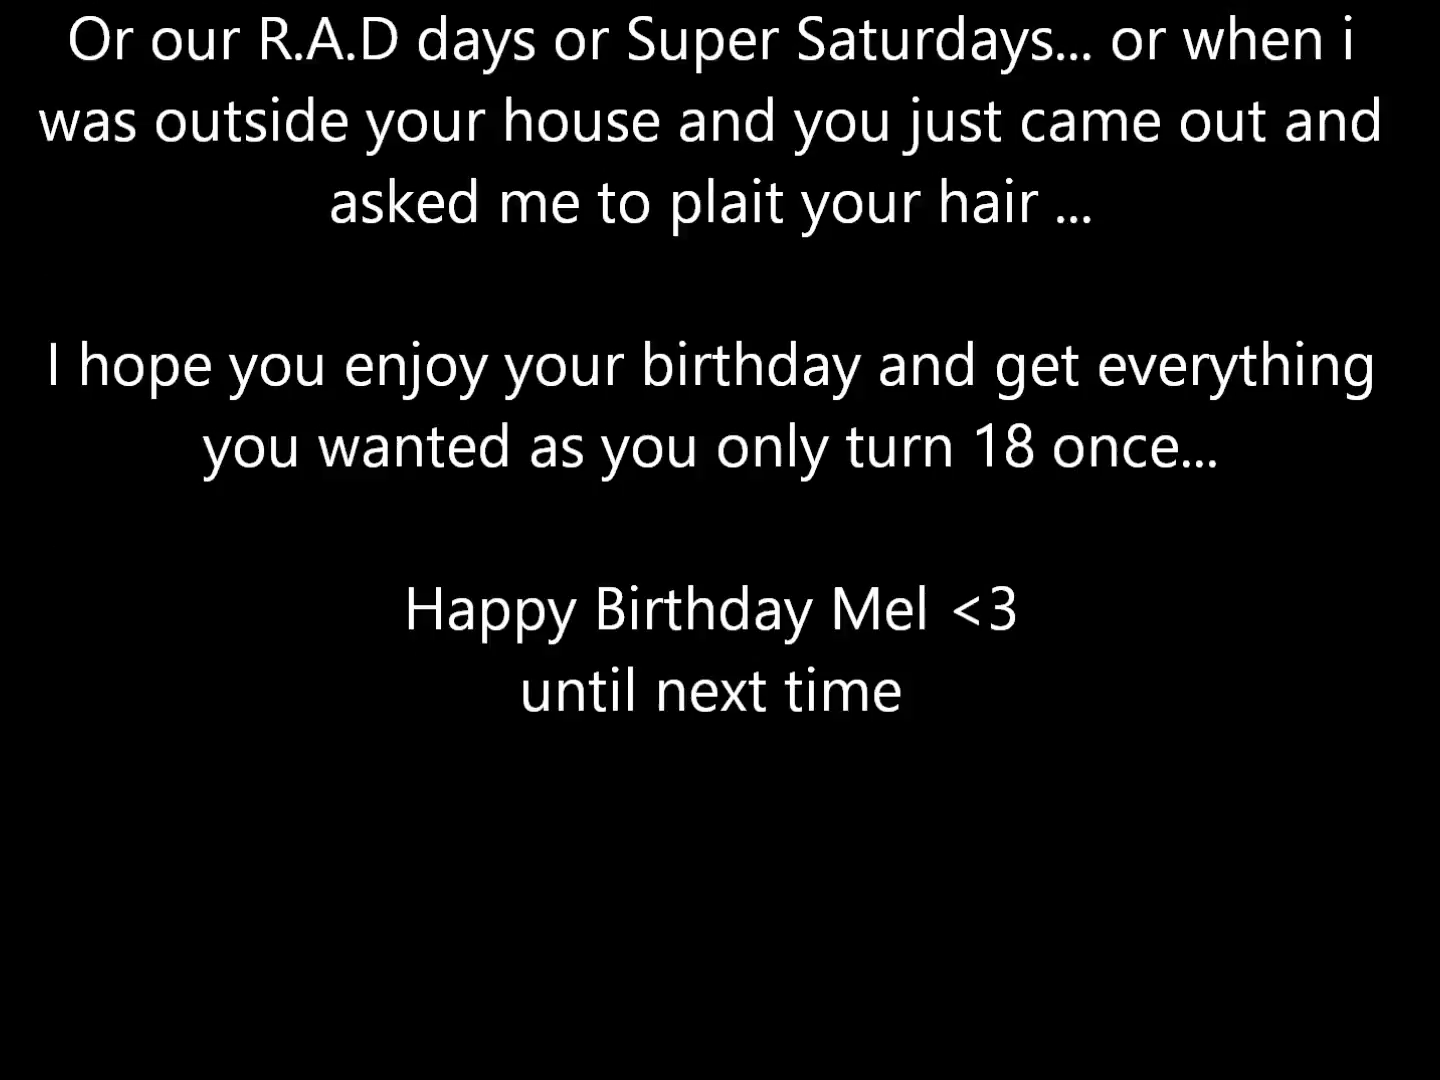 Or our R.A.D days or Super Saturdays... or when i
was outside your house and you just came out and
asked me to plait your hair ...
I hope you enjoy your birthday and get everything
you wanted as you only turn 18 once...
Happy Birthday Mel <3
until next time